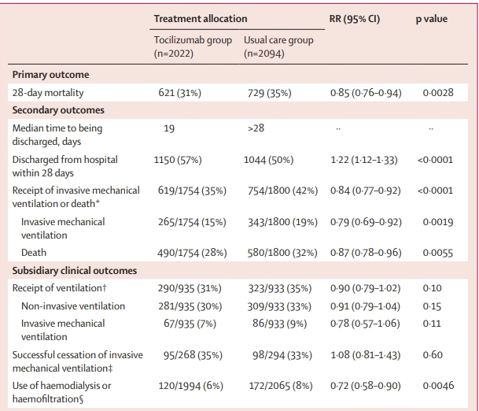 Treatment allocation RR (95% CI) p value
Tocilizumab group Usual care group
(n=2022) (n=2094)
Primary outcome
28-day mortality 621 (31%) 729 (35%) 0·85 (0·76–0·94) 0·0028
Secondary outcomes
Median time to being 19 >28 ·· ··
discharged, days
Discharged from hospital 1150 (57%) 1044 (50%) 1·22 (1·12–1·33) <0·0001
within 28 days
Receipt of invasive mechanical 619/1754 (35%) 754/1800 (42%) 0·84 (0·77–0·92) <0·0001
ventilation or death*
Invasive mechanical 265/1754 (15%) 343/1800 (19%) 0·79 (0·69–0·92) 0·0019
ventilation
Death 490/1754 (28%) 580/1800 (32%) 0·87 (0·78–0·96) 0·0055
Subsidiary clinical outcomes
Receipt of ventilation† 290/935 (31%) 323/933 (35%) 0·90 (0·79–1·02) 0·10
Non-invasive ventilation 281/935 (30%) 309/933 (33%) 0·91 (0·79–1·04) 0·15
Invasive mechanical 67/935 (7%) 86/933 (9%) 0·78 (0·57–1·06) 0·11
ventilation
Successful cessation of invasive 95/268 (35%) 98/294 (33%) 1·08 (0·81–1·43) 0·60
mechanical ventilation‡
Use of haemodialysis or 120/1994 (6%) 172/2065 (8%) 0·72 (0·58–0·90) 0·0046
haemofiltration§